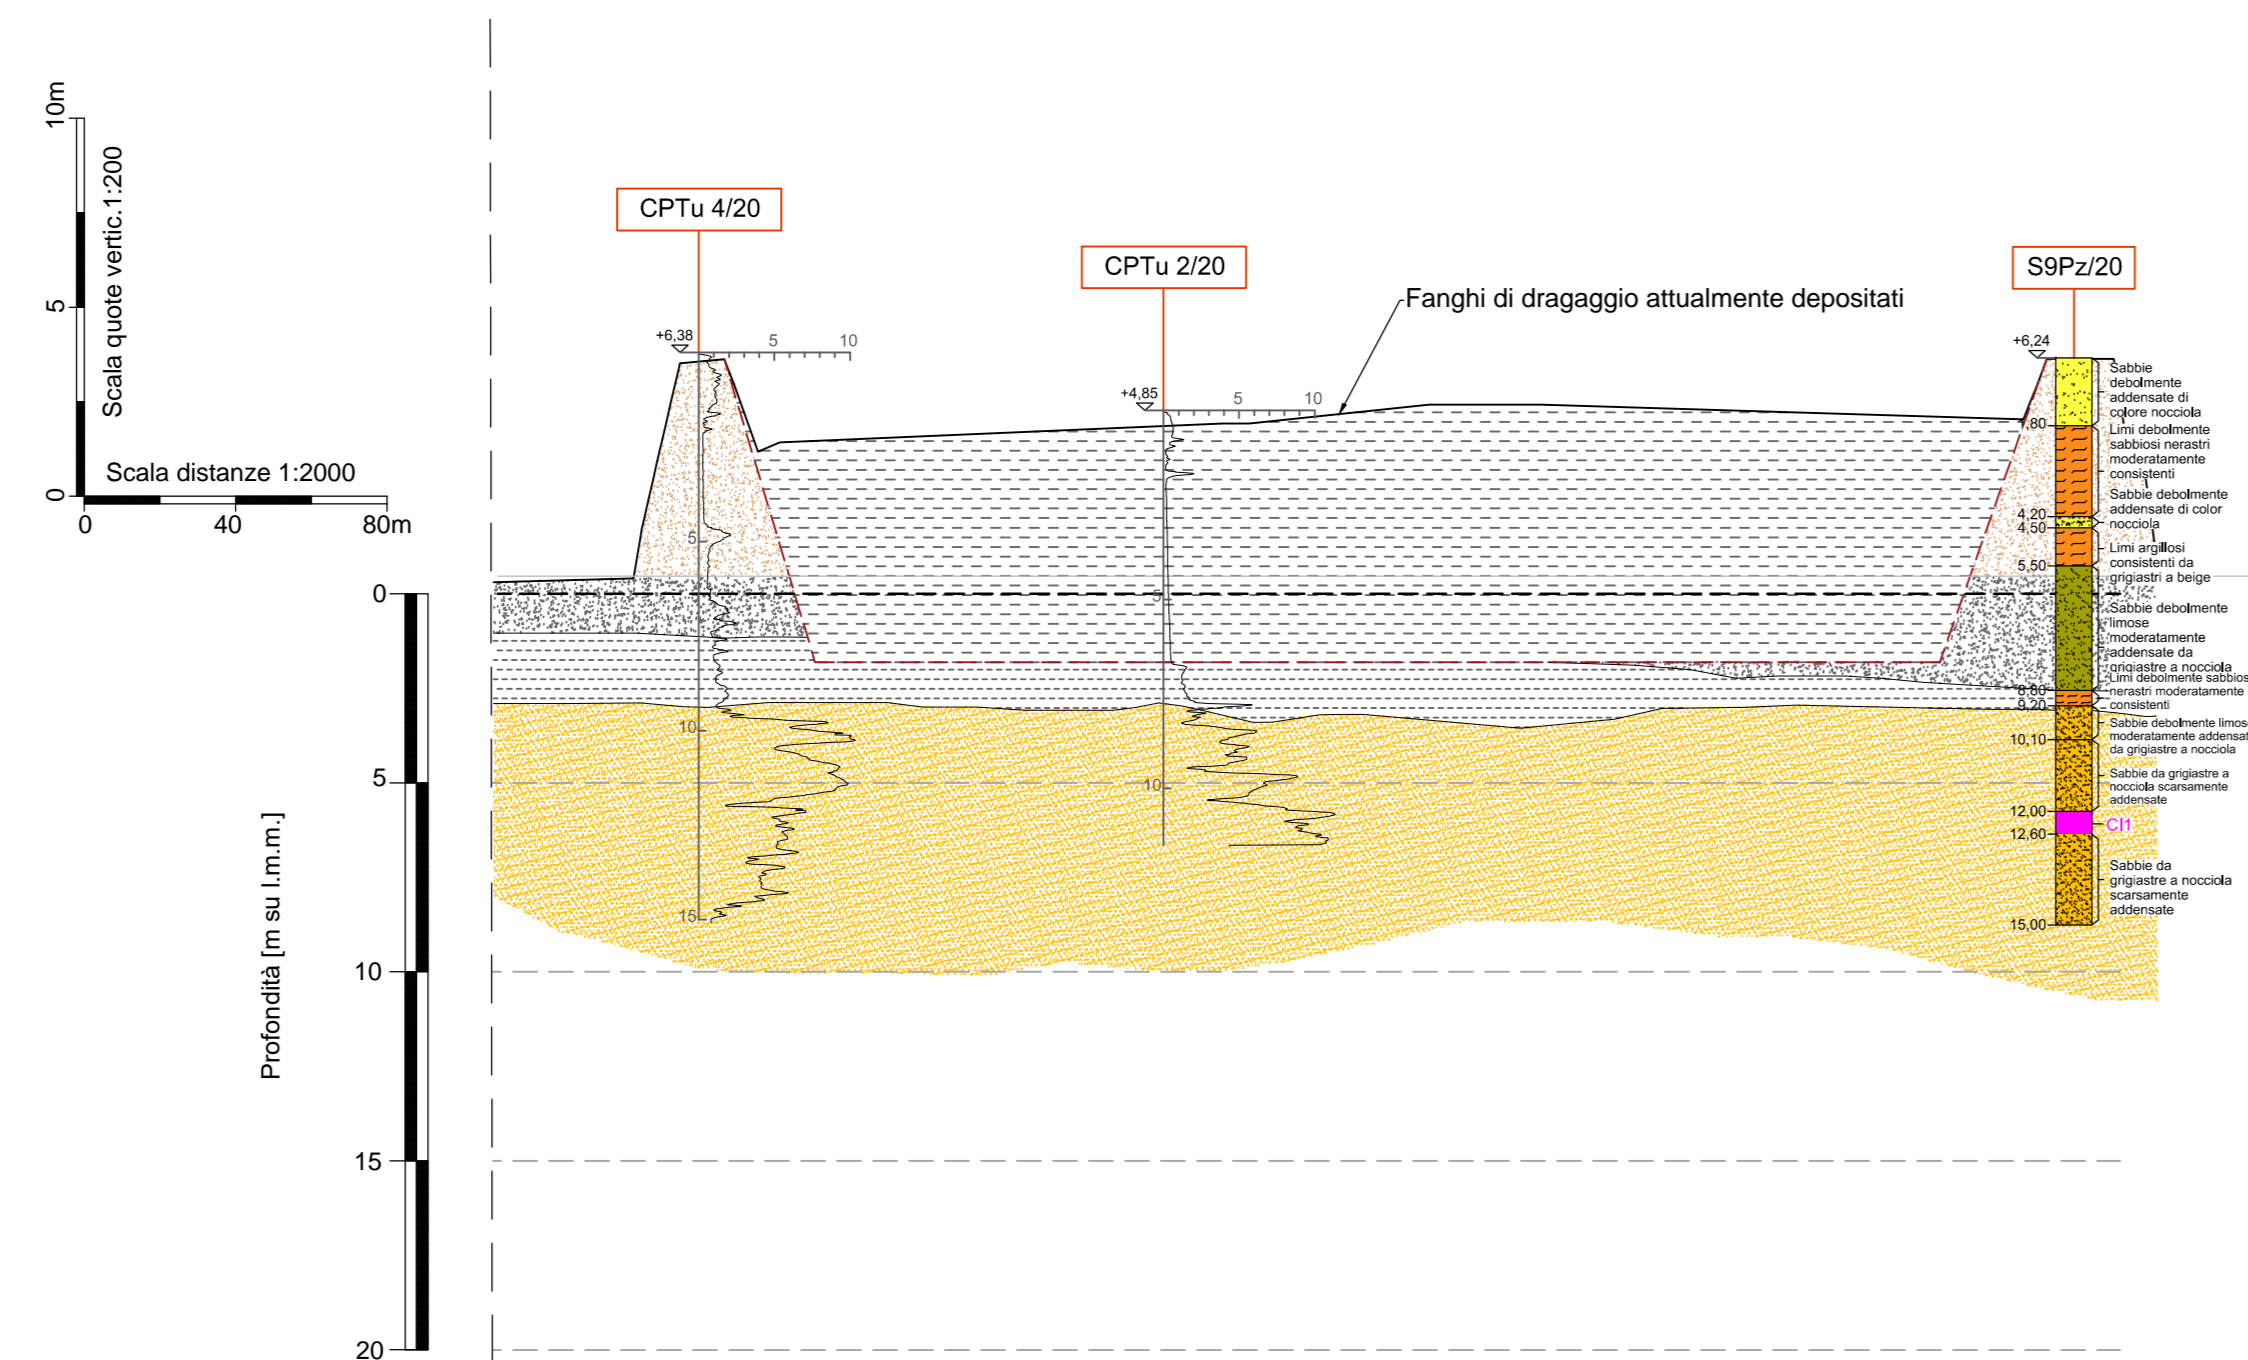 10m
5
0
Scala quote vertic.1:200
Scala distanze 1:2000
0
40
80m
CPTu 4/20
+6,38
5
10
5
10
15
CPTu 2/20
+4,85
5
10
5
10
Fanghi di dragaggio attualmente depositati
S9Pz/20
+6,24
Sabbie
debolmente
addensate di
colore nocciola
,80
Limi debolmente
sabbiosi nerastri
moderatamente
consistenti
Sabbie debolmente
addensate di color
nocciola
4,20
4,50
Limi argillosi
consistenti da
grigiastri a beige
5,50
Sabbie debolmente
limose
moderatamente
addensate da
grigiastre a nocciola
Limi debolmente sabbios
nerastri moderatamente
consistenti
8,80
9,20
Sabbie debolmente limose
moderatamente addensat
da grigiastre a nocciola
10,10
Sabbie da grigiastre a
nocciola scarsamente
addensate
12,00
CI1
12,60
Sabbie da
grigiastre a nocciola
scarsamente
addensate
15,00
Profondità [m su l.m.m.]
0
5
10
15
20